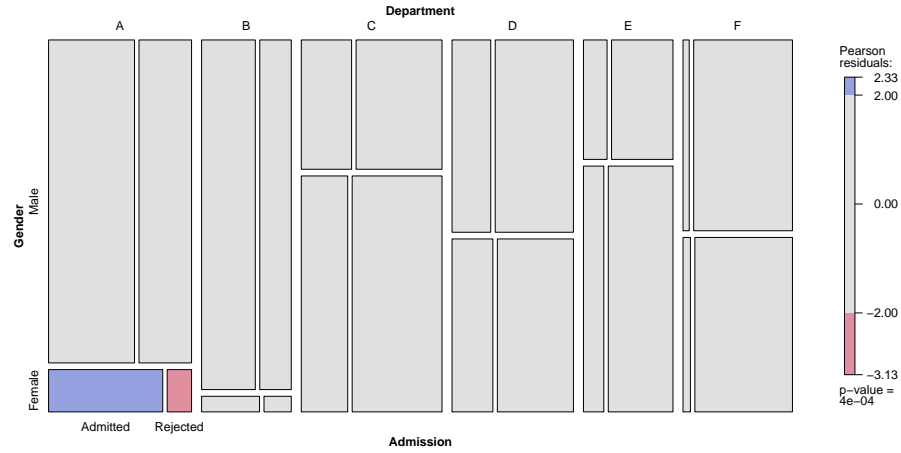 Department
A B C D E F
Gender
Male
Female
Admitted Rejected
Admission
Pearson
residuals:
2.33
2.00
0.00
−2.00
−3.13
p−value =
4e−04